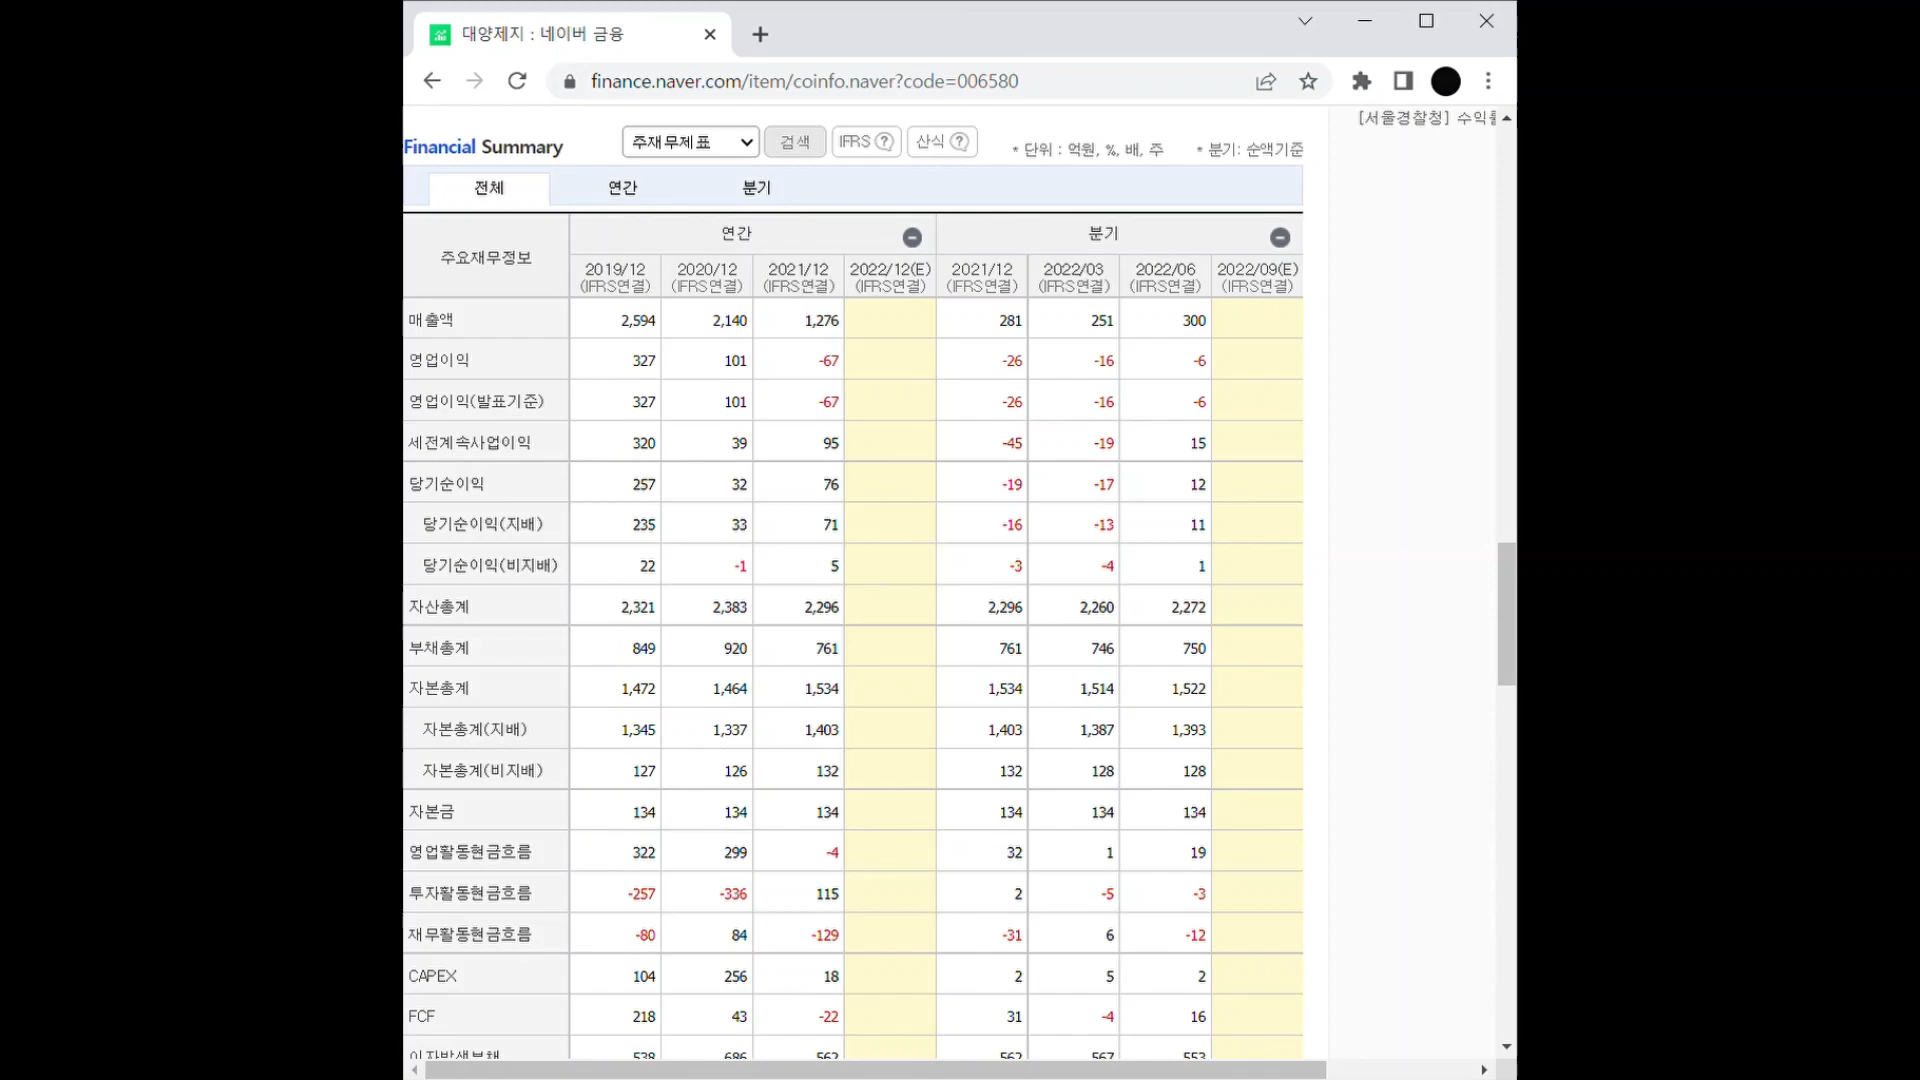 대양제지 : 네이버 금융
finance.naver.com/item/coinfo.naver?code=006580
[서울경찰청] 수익률
Financial Summary 주재무제표 검색 IFRS ? 산식 ? * 단위 : 억원, %, 배, 주 * 분기: 순액기준
전체 연간 분기
주요재무정보 연간 분기
2019/12 2020/12 2021/12 2022/12(E) 2021/12 2022/03 2022/06 2022/09(E)
(IFRS연결) (IFRS연결) (IFRS연결) (IFRS연결) (IFRS연결) (IFRS연결) (IFRS연결) (IFRS연결)
매출액 2,594 2,140 1,276 281 251 300
영업이익 327 101 -67 -26 -16 -6
영업이익(발표기준) 327 101 -67 -26 -16 -6
세전계속사업이익 320 39 95 -45 -19 15
당기순이익 257 32 76 -19 -17 12
당기순이익(지배) 235 33 71 -16 -13 11
당기순이익(비지배) 22 -1 5 -3 -4 1
자산총계 2,321 2,383 2,296 2,296 2,260 2,272
부채총계 849 920 761 761 746 750
자본총계 1,472 1,464 1,534 1,534 1,514 1,522
자본총계(지배) 1,345 1,337 1,403 1,403 1,387 1,393
자본총계(비지배) 127 126 132 132 128 128
자본금 134 134 134 134 134 134
영업활동현금흐름 322 299 -4 32 1 19
투자활동현금흐름 -257 -336 115 2 -5 -3
재무활동현금흐름 -80 84 -129 -31 6 -12
CAPEX 104 256 18 2 5 2
FCF 218 43 -22 31 -4 16
이자발생부채 538 686 562 562 567 553